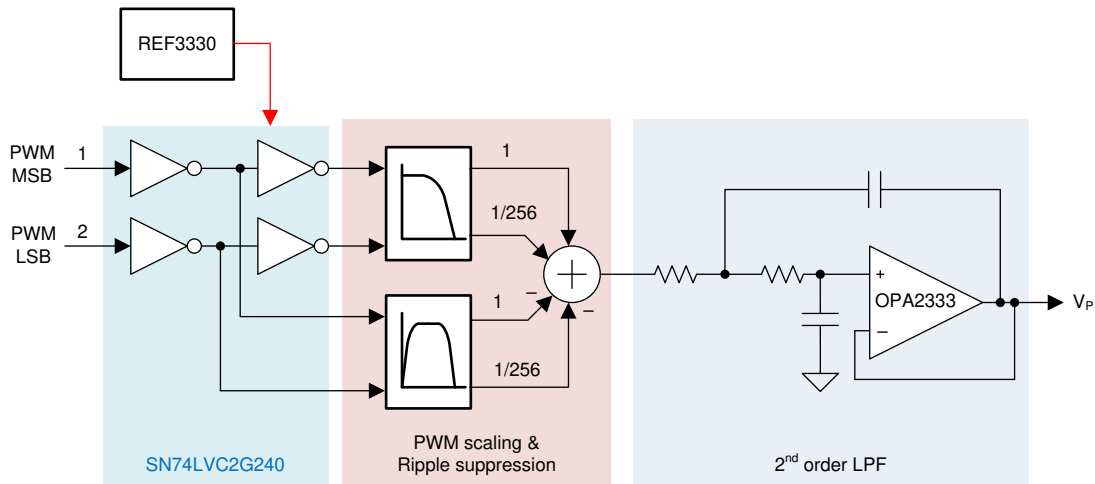 REF3330
PWM
MSB
1
PWM
LSB
2
1
1/256
−
1
−
1/256
+
+
OPA2333
−
VP
SN74LVC2G240
PWM scaling &
Ripple suppression
2nd order LPF